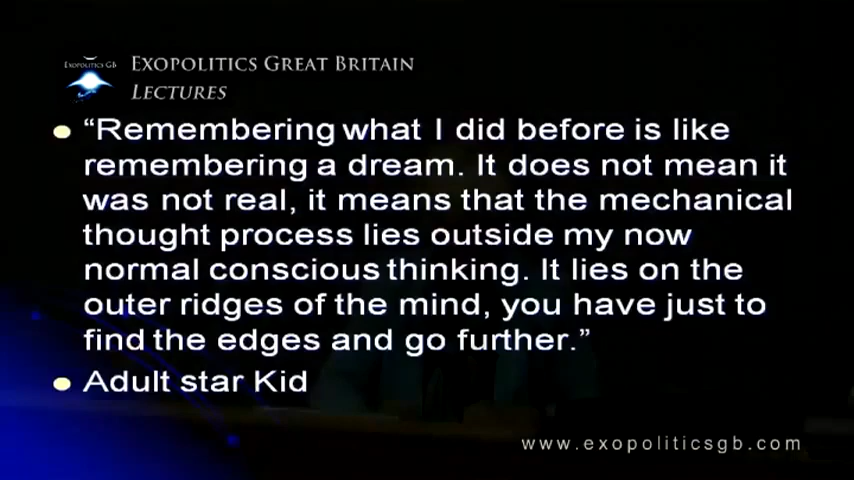 EXOPOLITICS GB
EXOPOLITICS GREAT BRITAIN
LECTURES
• “Remembering what I did before is like
remembering a dream. It does not mean it
was not real, it means that the mechanical
thought process lies outside my now
normal conscious thinking. It lies on the
outer ridges of the mind, you have just to
find the edges and go further.”
• Adult star Kid
www.exopoliticsgb.com